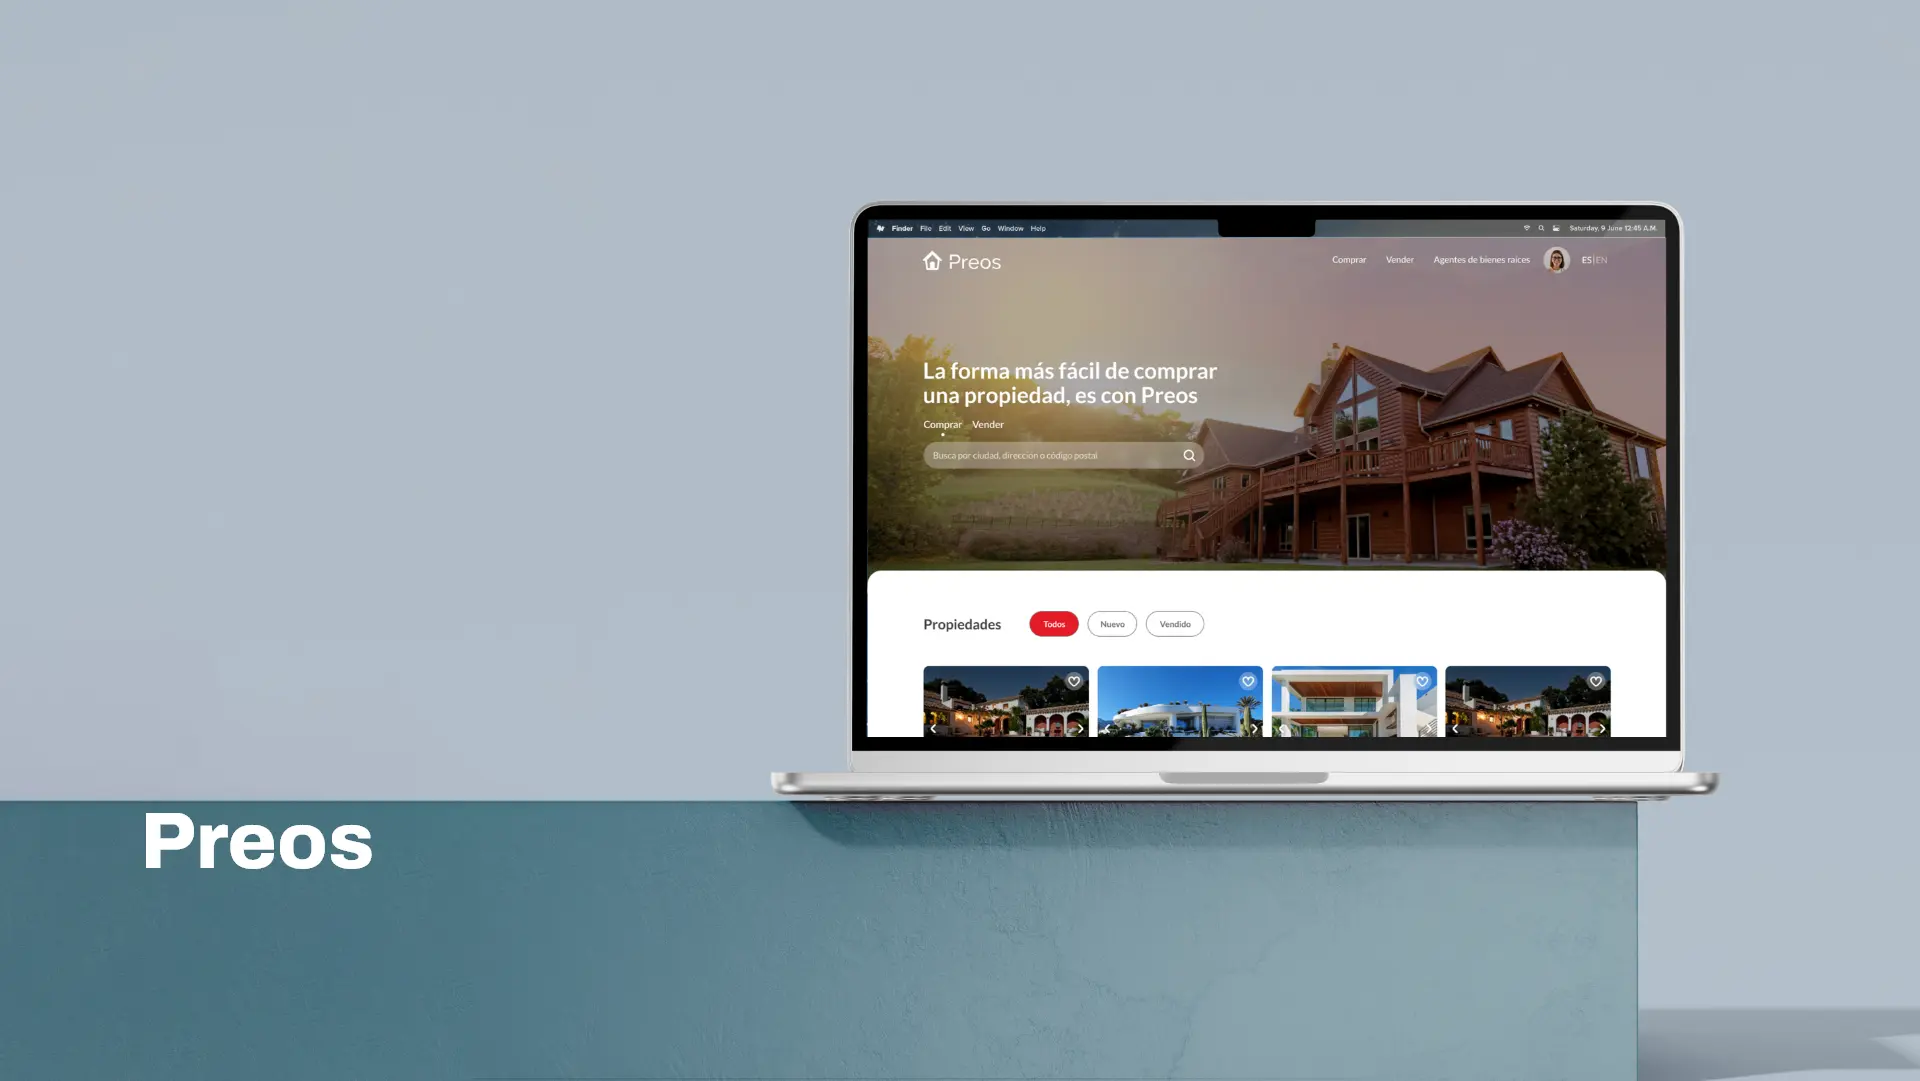 Finder File Edit View Go Window Help
Saturday, 9 June 12:45 A.M.
Preos
Comprar Vender Agentes de bienes raíces ES|EN
La forma más fácil de comprar
una propiedad, es con Preos
Comprar Vender
Busca por ciudad, dirección o código postal
Propiedades Todos Nuevo Vendido
Preos